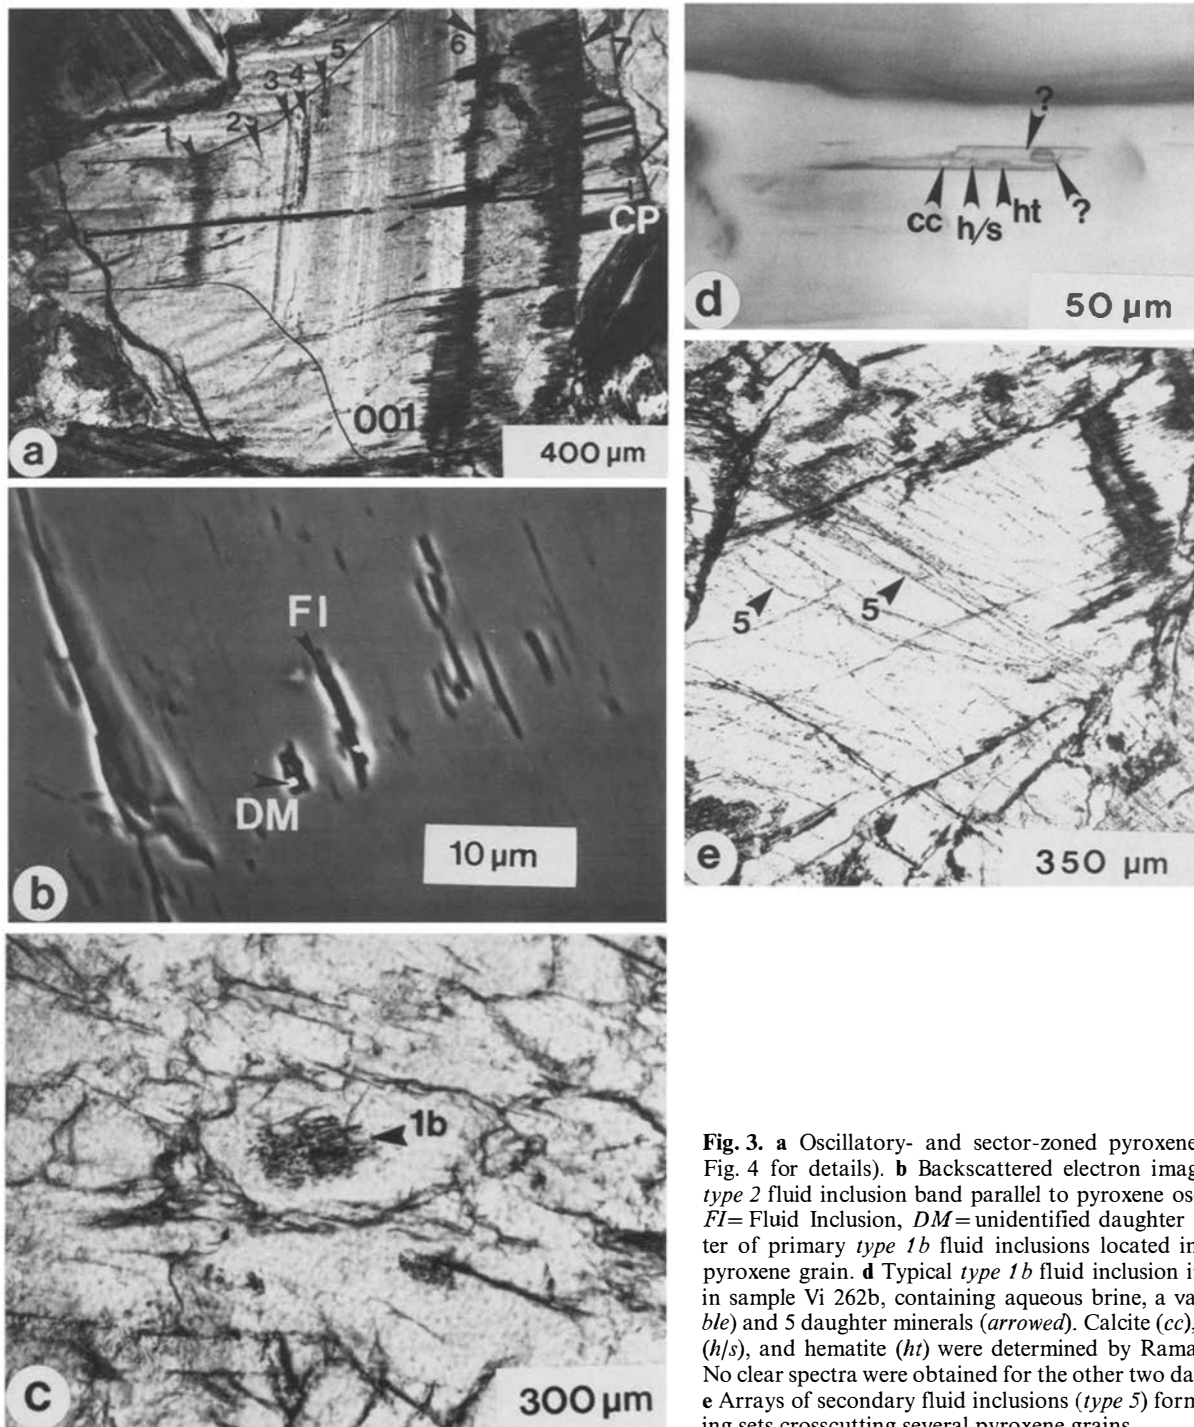 1
2
3
4
5
6
7
CP
001
a
400 µm
FI
DM
10 µm
b
1b
c
300 µm
?
cc
h/s
ht
?
d
50 µm
5
5
e
350 µm
Fig. 3. a Oscillatory- and sector-zoned pyroxene
Fig. 4 for details). b Backscattered electron imag
type 2 fluid inclusion band parallel to pyroxene os
FI= Fluid Inclusion, DM=unidentified daughter
ter of primary type 1b fluid inclusions located in
pyroxene grain. d Typical type 1b fluid inclusion i
in sample Vi 262b, containing aqueous brine, a va
ble) and 5 daughter minerals (arrowed). Calcite (cc),
(h/s), and hematite (ht) were determined by Rama
No clear spectra were obtained for the other two da
e Arrays of secondary fluid inclusions (type 5) form
ing sets crosscutting several pyroxene grains